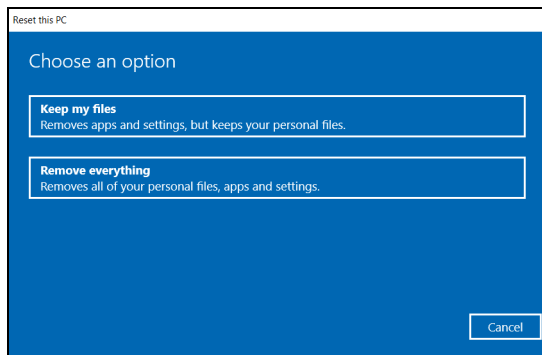 Reset this PC
Choose an option
Keep my files
Removes apps and settings, but keeps your personal files.
Remove everything
Removes all of your personal files, apps and settings.
Cancel